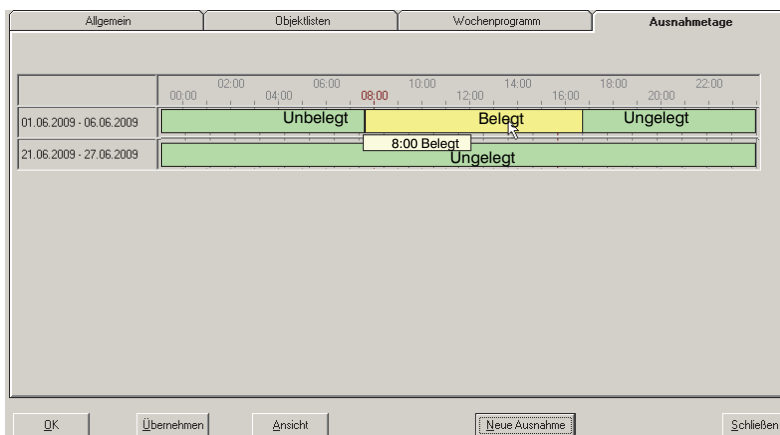 Allgemein Objektlisten Wochenprogramm Ausnahmetage
02:00 06:00 10:00 14:00 18:00 22:00
00:00 04:00 08:00 12:00 16:00 20:00
01.06.2009 - 06.06.2009 Unbelegt Belegt Ungelegt
8:00 Belegt
21.06.2009 - 27.06.2009 Ungelegt
OK Übernehmen Ansicht Neue Ausnahme Schließen